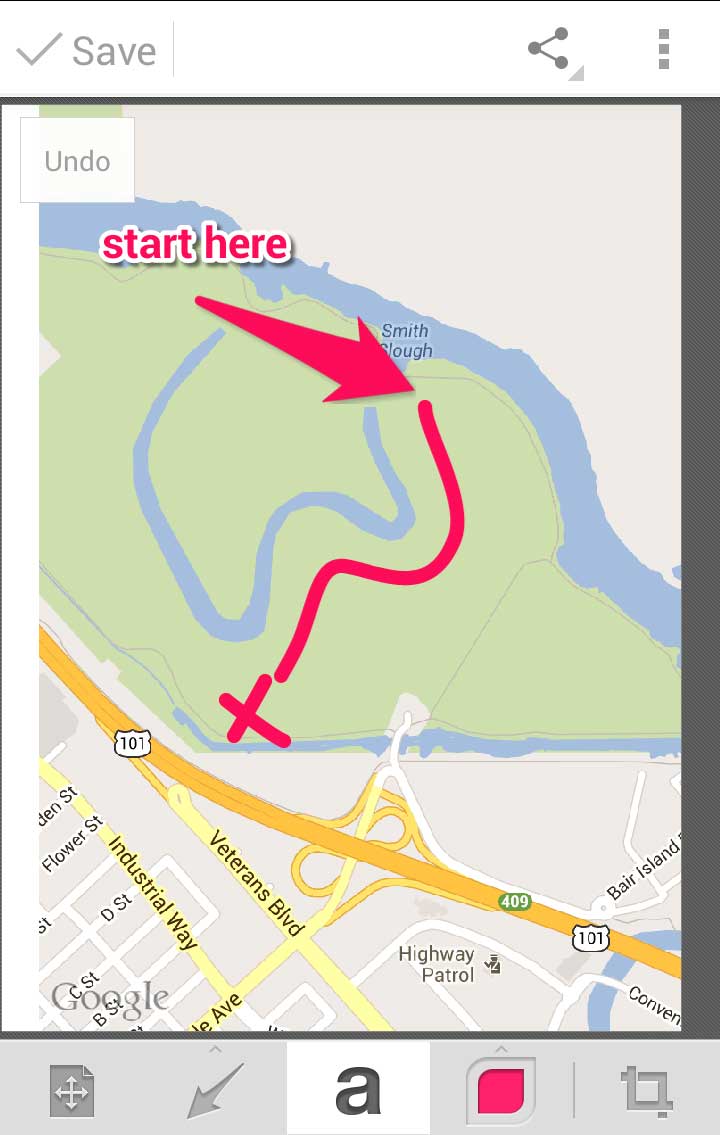 Save
Undo
start here
Smith
Slough
101
den St
Flower St
Industrial Way
Veterans Blvd
D St
St
C St
B St
Google
le Ave
409
101
Bair Island
Highway
Patrol
Conven
a